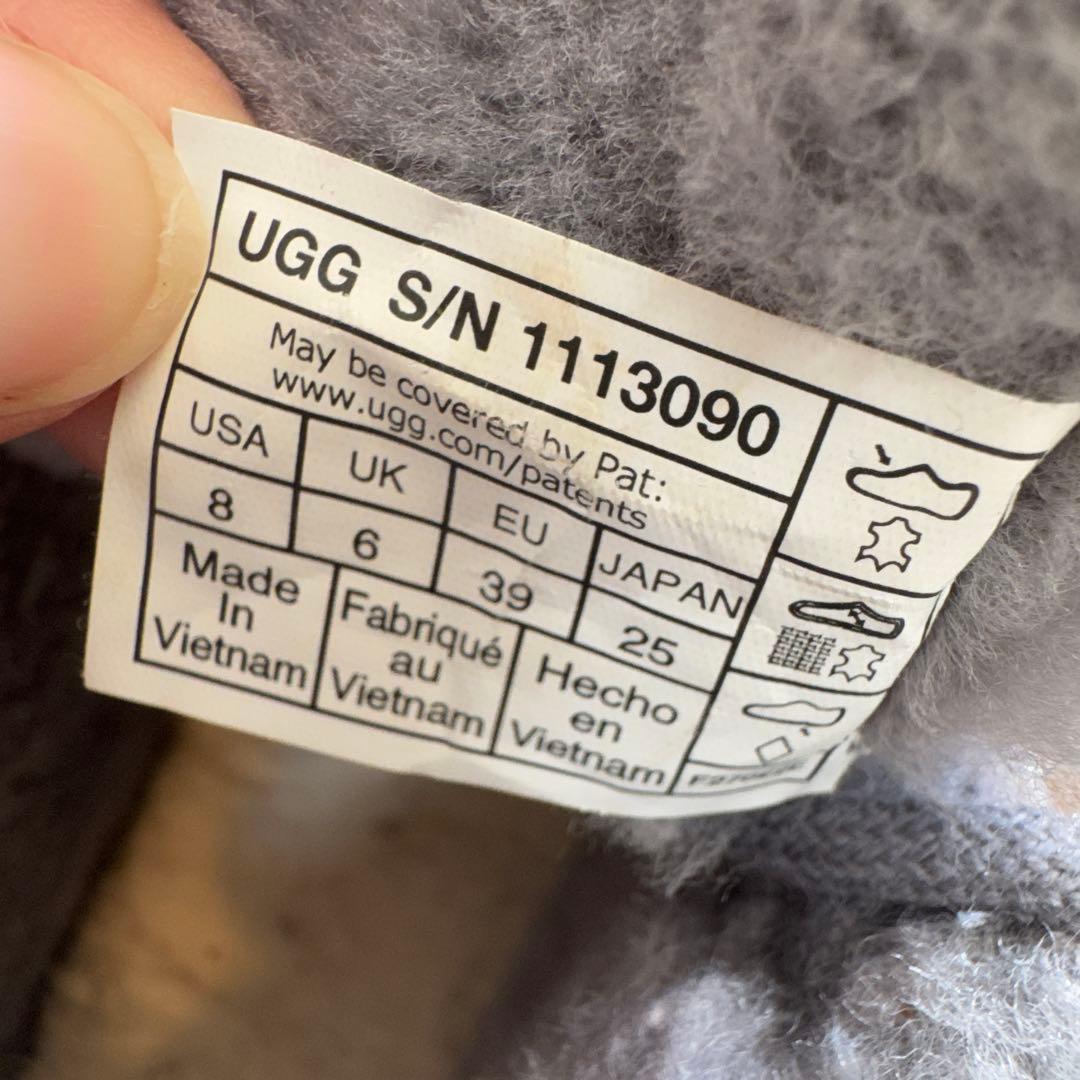 UGG S/N 1113090
May be covered by Pat:
www.ugg.com/patents
USA UK EU JAPAN
8 6 39 25
Made In Vietnam
Fabriqué au Vietnam
Hecho en Vietnam